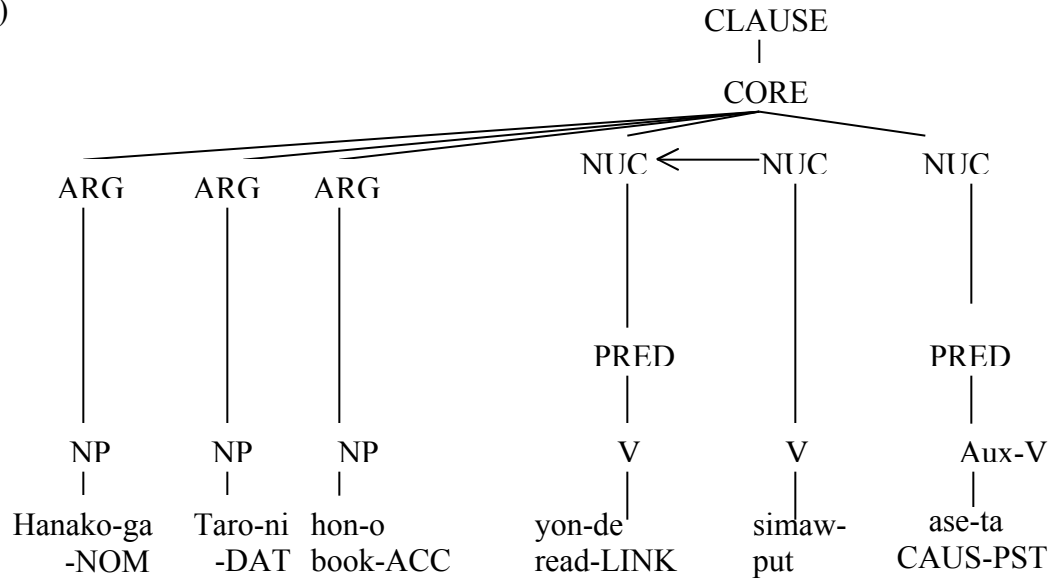 )
CLAUSE
CORE
NUC NUC NUC
ARG ARG ARG
PRED PRED
NP NP NP V V Aux-V
Hanako-ga Taro-ni hon-o yon-de simaw- ase-ta
-NOM -DAT book-ACC read-LINK put CAUS-PST